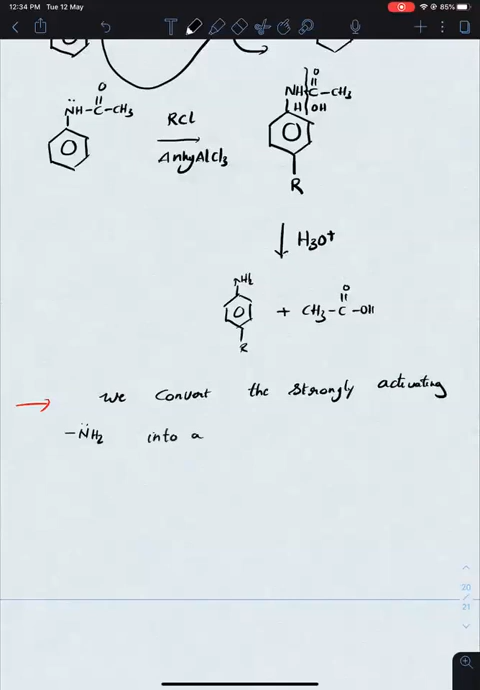 12:34 PM Tue 12 May
85%
O
NH-C-CH3
RCl
Anhy AlCl3
O
NH C-CH3
H OH
R
H3O+
NH2
R
+ CH3-C-OH
O
we convert the strongly activating
-NH2 into a
20
21